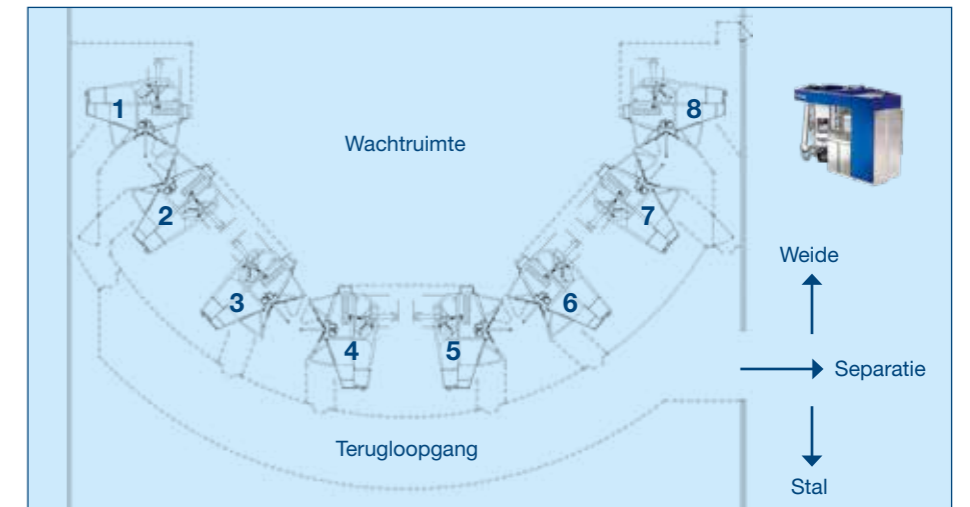 1
8
Wachtruimte
2
7
Weide
3
6
4
5
Separatie
Terugloopgang
Stal